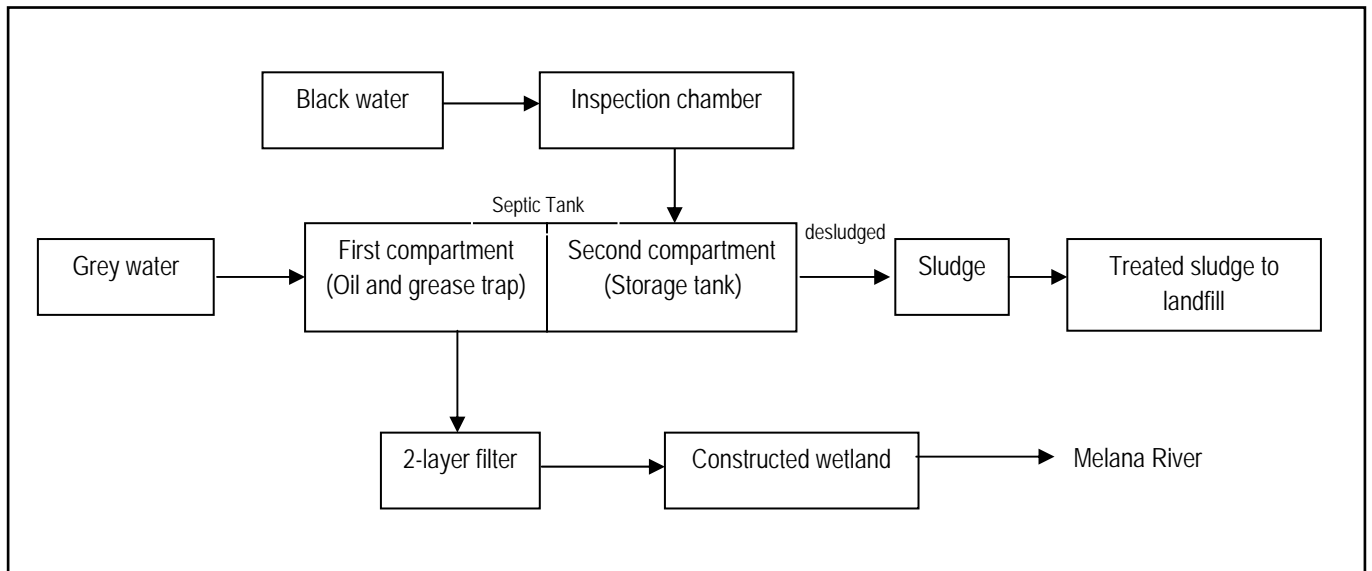 Black water
Inspection chamber
Septic Tank
Grey water
First compartment
(Oil and grease trap)
Second compartment
(Storage tank)
desludged
Sludge
Treated sludge to
landfill
2-layer filter
Constructed wetland
Melana River